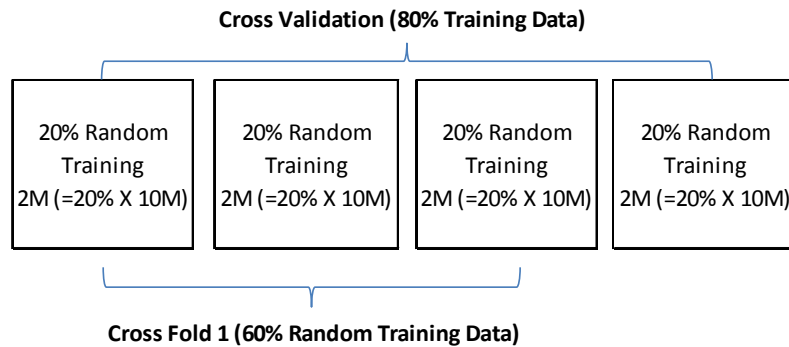 Cross Validation (80% Training Data)
20% Random
Training
2M (=20% X 10M)
20% Random
Training
2M (=20% X 10M)
20% Random
Training
2M (=20% X 10M)
20% Random
Training
2M (=20% X 10M)
Cross Fold 1 (60% Random Training Data)